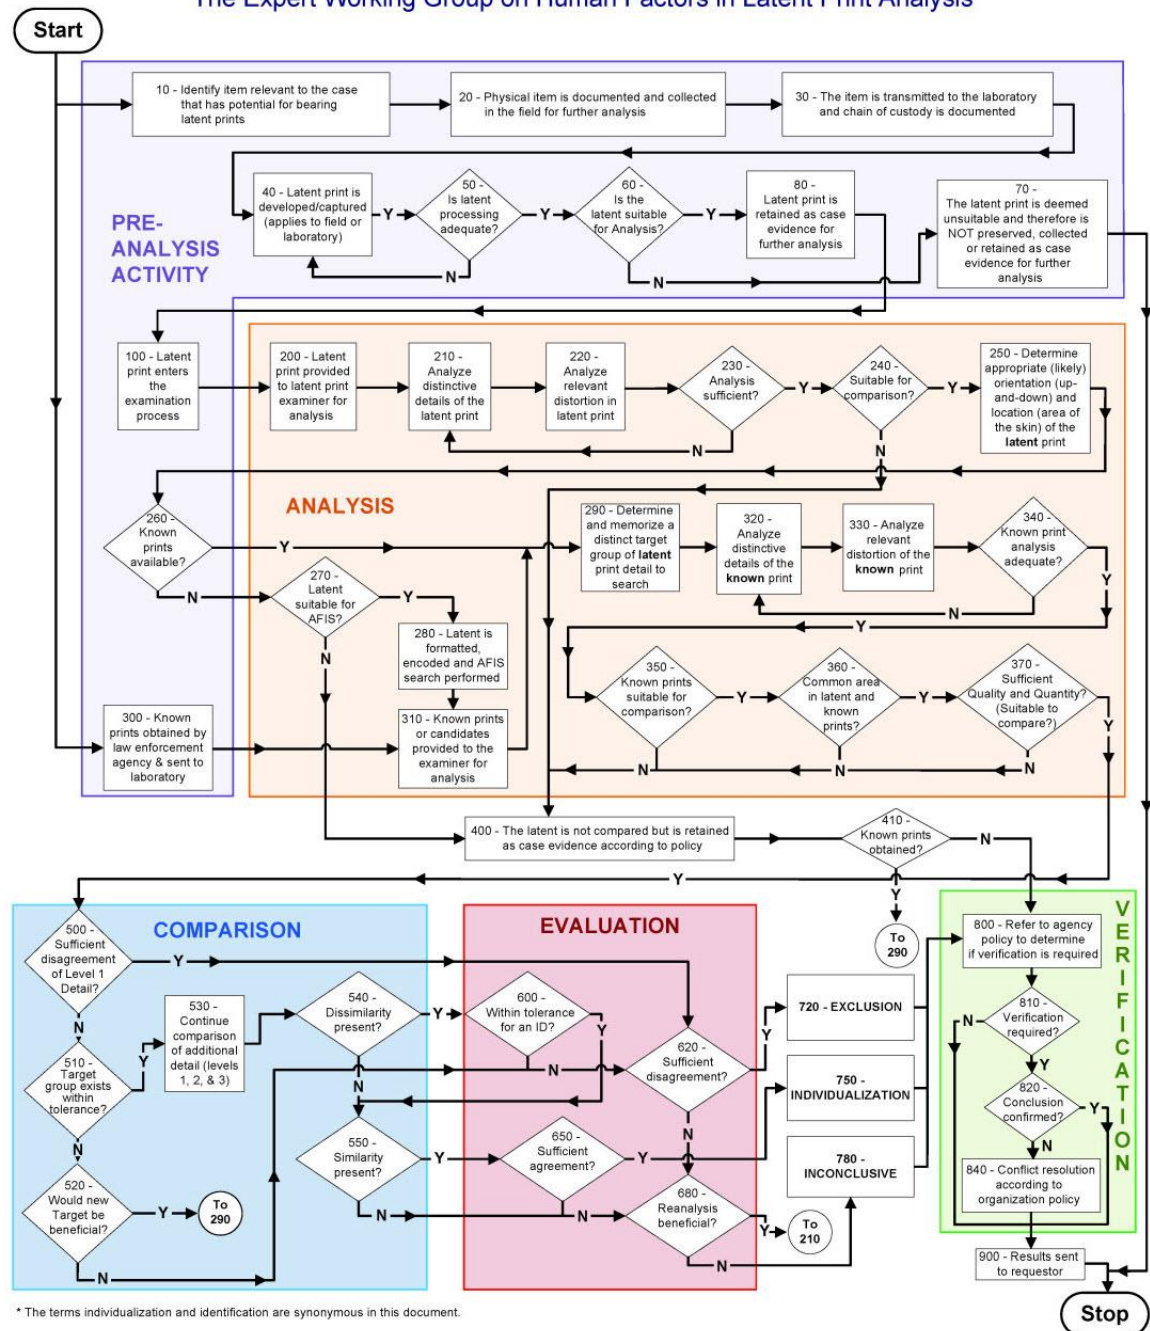 The Expert Working Group on Human Factors in Latent Print Analysis
Start
10 - Identify item relevant to the case
that has potential for bearing
latent prints
20 - Physical item is documented and collected
in the field for further analysis
30 - The item is transmitted to the laboratory
and chain of custody is documented
40 - Latent print is
developed/captured
(applies to field or
laboratory)
Y
50 -
Is latent
processing
adequate?
Y
N
60 -
Is the
latent suitable
for Analysis?
Y
N
80 -
Latent print is
retained as case
evidence for
further analysis
70 -
The latent print is deemed
unsuitable and therefore is
NOT preserved, collected
or retained as case
evidence for further
analysis
PRE-
ANALYSIS
ACTIVITY
100 - Latent
print enters
the
examination
process
200 - Latent
print provided
to latent print
examiner for
analysis
210 -
Analyze
distinctive
details of the
latent print
220 -
Analyze
relevant
distortion in
latent print
230 -
Analysis
sufficient?
Y
N
240 -
Suitable for
comparison?
Y
N
250 - Determine
appropriate (likely)
orientation (up-
and-down) and
location (area of
the skin) of the
latent print
ANALYSIS
260 -
Known
prints
available?
Y
N
270 -
Latent
suitable for
AFIS?
Y
N
280 - Latent is
formatted,
encoded and AFIS
search performed
290 - Determine
and memorize a
distinct target
group of latent
print detail to
search
320 -
Analyze
distinctive
details of the
known print
330 - Analyze
relevant
distortion of the
known print
340 -
Known print
analysis
adequate?
Y
N
Y
300 - Known
prints obtained by
law enforcement
agency & sent to
laboratory
310 - Known prints
or candidates
provided to the
examiner for
analysis
350 -
Known prints
suitable for
comparison?
Y
N
360 -
Common area
in latent and
known
prints?
Y
N
370 -
Sufficient
Quality and Quantity?
(Suitable to
compare?)
Y
N
400 - The latent is not compared but is retained
as case evidence according to policy
410 -
Known prints
obtained?
N
Y
To
290
Y
COMPARISON
500 -
Sufficient
disagreement
of Level 1
Detail?
Y
N
510 -
Target
group exists
within
tolerance?
Y
N
520 -
Would new
Target be
beneficial?
Y
N
To
290
530 -
Continue
comparison
of additional
detail (levels
1, 2, & 3)
540 -
Dissimilarity
present?
Y
N
550 -
Similarity
present?
Y
N
EVALUATION
600 -
Within tolerance
for an ID?
Y
N
620 -
Sufficient
disagreement?
Y
N
650 -
Sufficient
agreement?
Y
N
680 -
Reanalysis
beneficial?
Y
N
To
210
720 - EXCLUSION
750 -
INDIVIDUALIZATION
780 -
INCONCLUSIVE
VERIFICATION
800 - Refer to agency
policy to determine
if verification is required
810 -
Verification
required?
N
Y
820 -
Conclusion
confirmed?
Y
N
840 - Conflict resolution
according to
organization policy
900 - Results sent
to requestor
Stop
* The terms individualization and identification are synonymous in this document.